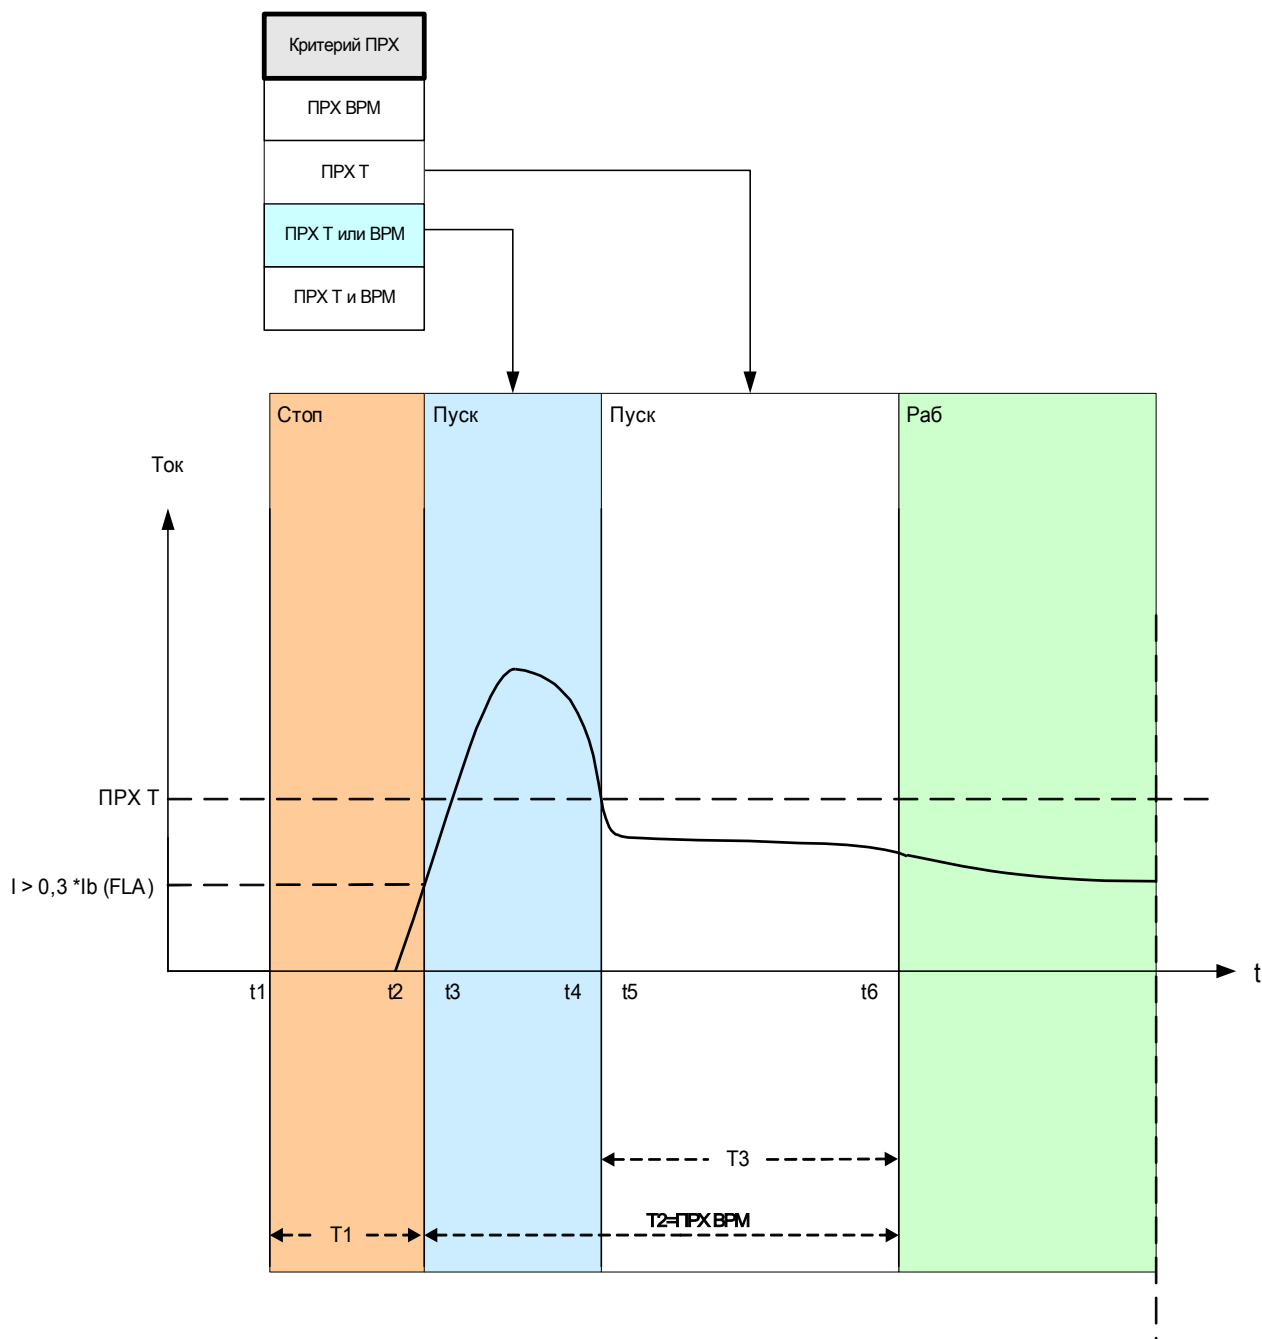 Критерий ПРХ
ПРХ ВРМ
ПРХ Т
ПРХ Т или ВРМ
ПРХ Т и ВРМ
Стоп
Пуск
Пуск
Раб
Ток
ПРХ Т
I > 0,3 *Ib (FLA)
t1
t2
t3
t4
t5
t6
t
T3
T2=ПРХ ВРМ
T1